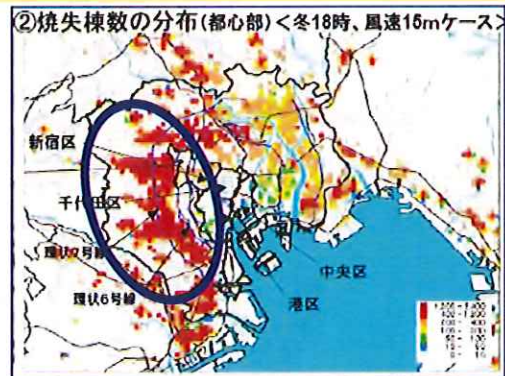 ②焼失棟数の分布(都心部)<冬18時、風速15mケース>
新宿区
千代田区
環状7号線
環状6号線
中央区
港区